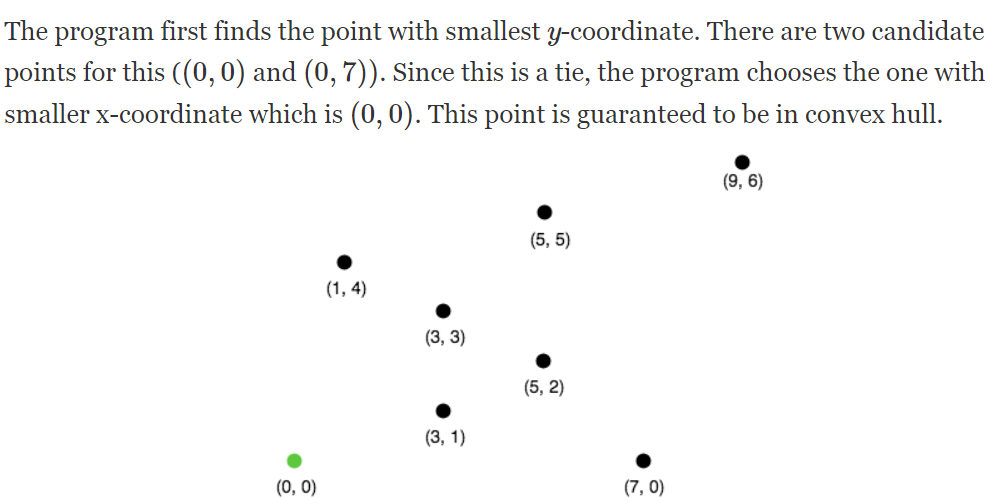 The program first finds the point with smallest y-coordinate. There are two candidate
points for this ((0, 0) and (0, 7)). Since this is a tie, the program chooses the one with
smaller x-coordinate which is (0, 0). This point is guaranteed to be in convex hull.
(9, 6)
(5, 5)
(1, 4)
(3, 3)
(5, 2)
(3, 1)
(0, 0)
(7, 0)